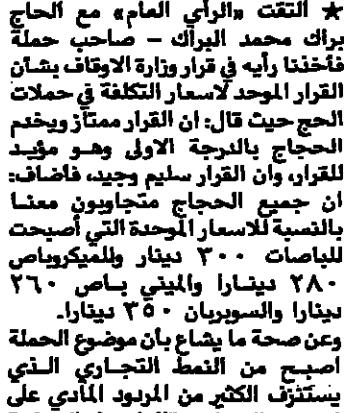 ★ التقت «الرأي العام» مع الحاج
براك محمد البراك – صاحب حملة
فأخذنا رأيه في قرار وزارة الاوقاف بشأن
القرار الموحد لاسعار التكلفة في حملات
الحج حيث قال: ان القرار ممتاز ويخدم
الحجاج بالدرجة الاولى وهو مؤيد
للقرار، وان القرار سليم وجيد، فاضاف:
ان جميع الحجاج متجاوبون معنا
بالنسبة للاسعار الموحدة التي أصبحت
للباصات ٣٠٠ دينار وللميكروباص
٢٨٠ دينارا والميني باص ٢٦٠
دينارا والسوبربان ٣٥٠ دينارا.
وعن صحة ما يشاع بأن موضوع الحملة
اصبح من النمط التجاري الذي
يستنزف الكثير من المردود المادي على